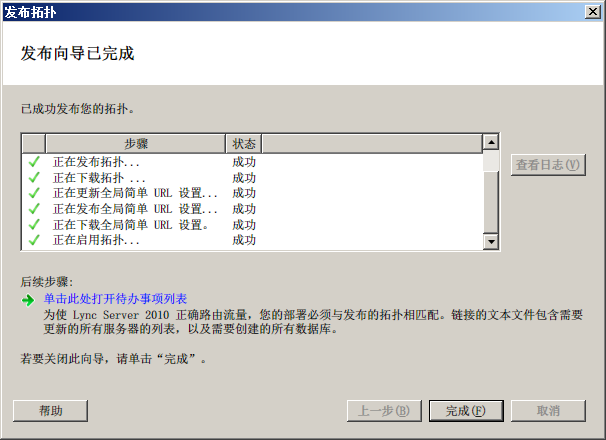 发布拓扑
发布向导已完成
已成功发布您的拓扑。
步骤 状态
正在发布拓扑... 成功
正在下载拓扑 ... 成功
正在更新全局简单 URL 设置... 成功
正在发布全局简单 URL 设置... 成功
正在下载全局简单 URL 设置。 成功
正在启用拓扑... 成功
查看日志(V)
后续步骤:
单击此处打开待办事项列表
为使 Lync Server 2010 正确路由流量，您的部署必须与发布的拓扑相匹配。链接的文本文件包含需要
更新的所有服务器的列表，以及需要创建的所有数据库。
若要关闭此向导，请单击“完成”。
帮助 上一步(B) 完成(F) 取消